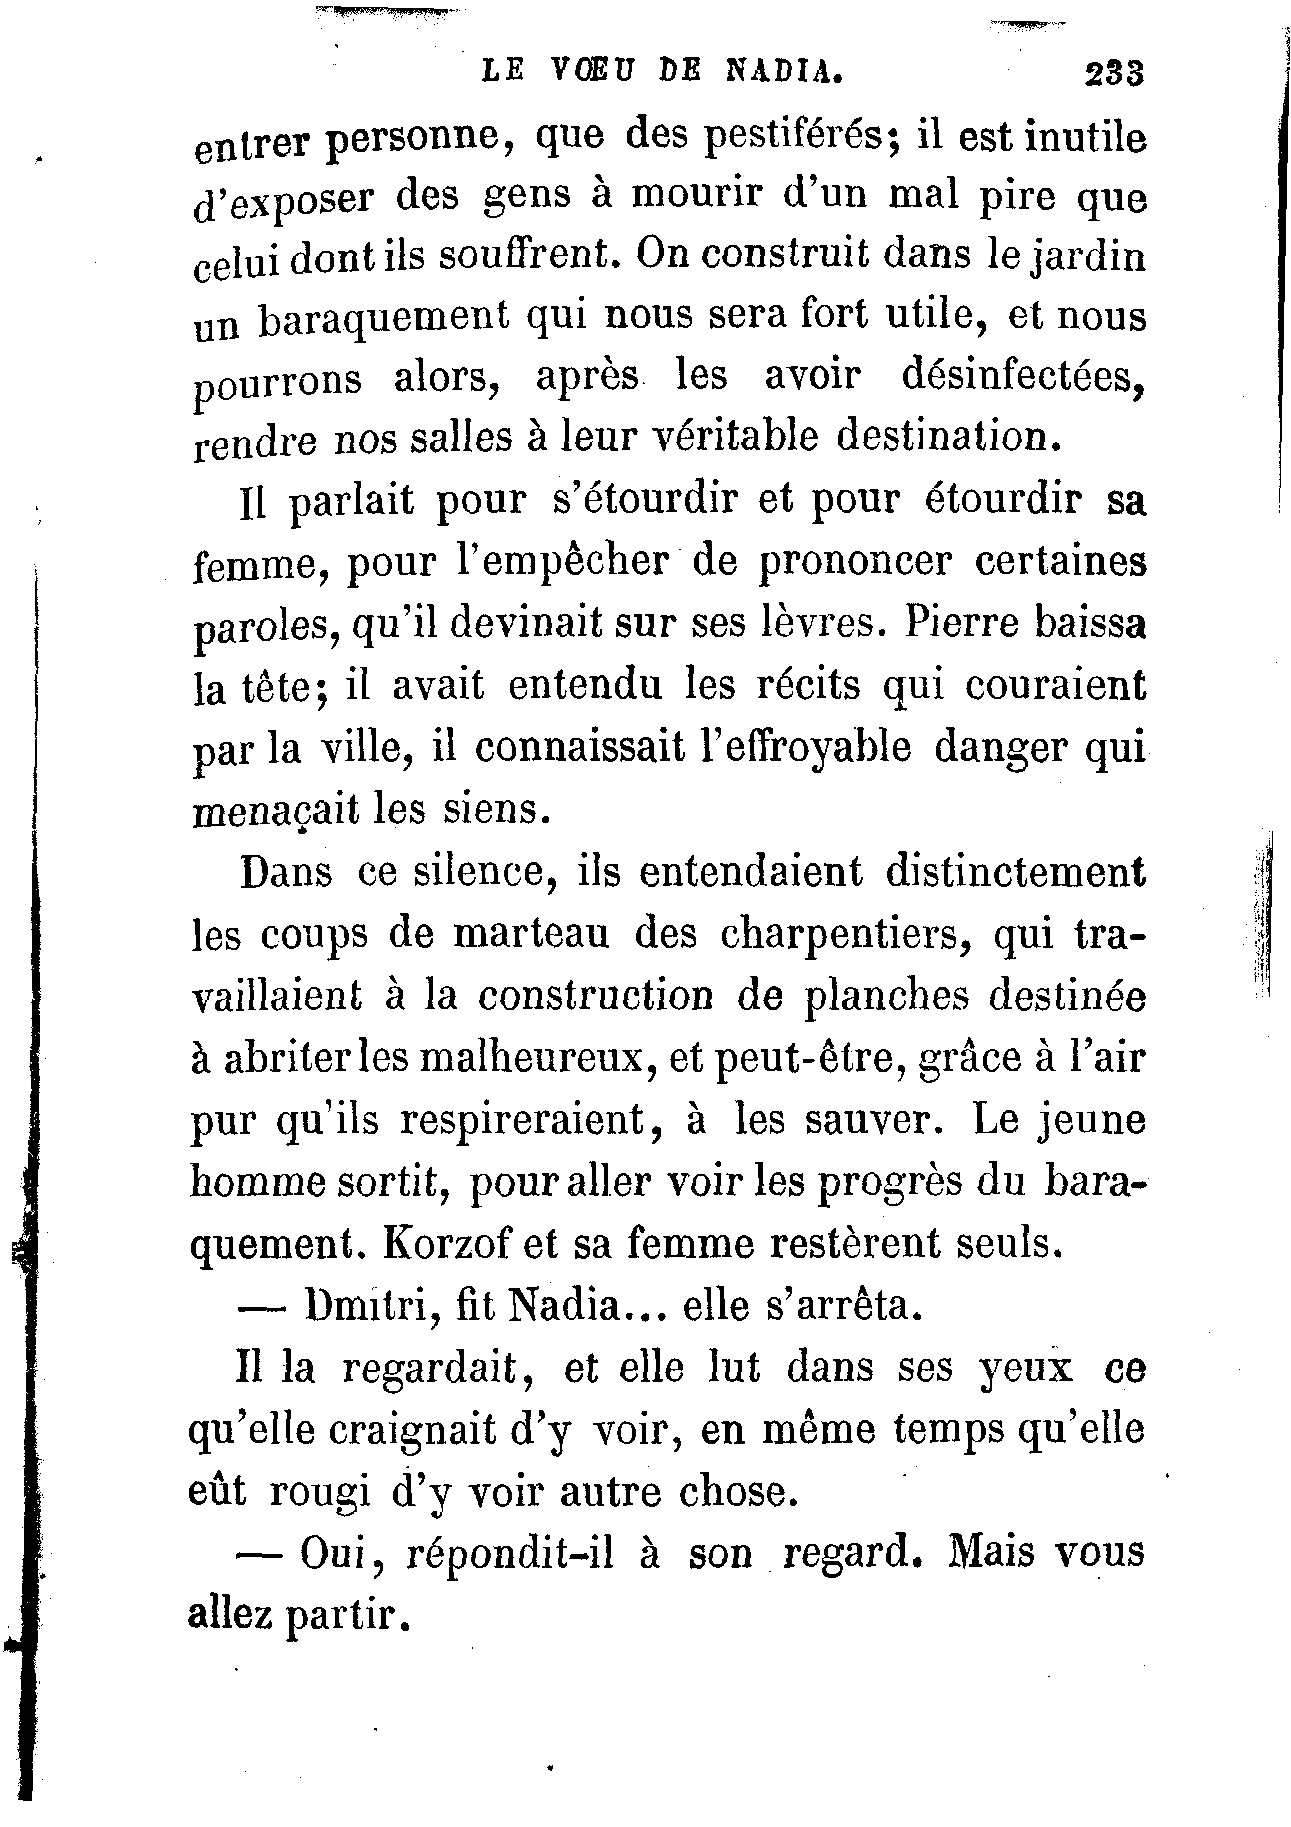 LE VŒU DE NADIA. 233
entrer personne, que des pestiférés; il est inutile
d'exposer des gens à mourir d'un mal pire que
celui dont ils souffrent. On construit dans le jardin
un baraquement qui nous sera fort utile, et nous
pourrons alors, après les avoir désinfectées,
rendre nos salles à leur véritable destination.
Il parlait pour s'étourdir et pour étourdir sa
femme, pour l'empêcher de prononcer certaines
paroles, qu'il devinait sur ses lèvres. Pierre baissa
la tête; il avait entendu les récits qui couraient
par la ville, il connaissait l'effroyable danger qui
menaçait les siens.
Dans ce silence, ils entendaient distinctement
les coups de marteau des charpentiers, qui tra-
vaillaient à la construction de planches destinée
à abriter les malheureux, et peut-être, grâce à l'air
pur qu'ils respireraient, à les sauver. Le jeune
homme sortit, pour aller voir les progrès du bara-
quement. Korzof et sa femme restèrent seuls.
— Dmitri, fit Nadia... elle s'arrêta.
Il la regardait, et elle lut dans ses yeux ce
qu'elle craignait d'y voir, en même temps qu'elle
eût rougi d'y voir autre chose.
— Oui, répondit-il à son regard. Mais vous
allez partir.